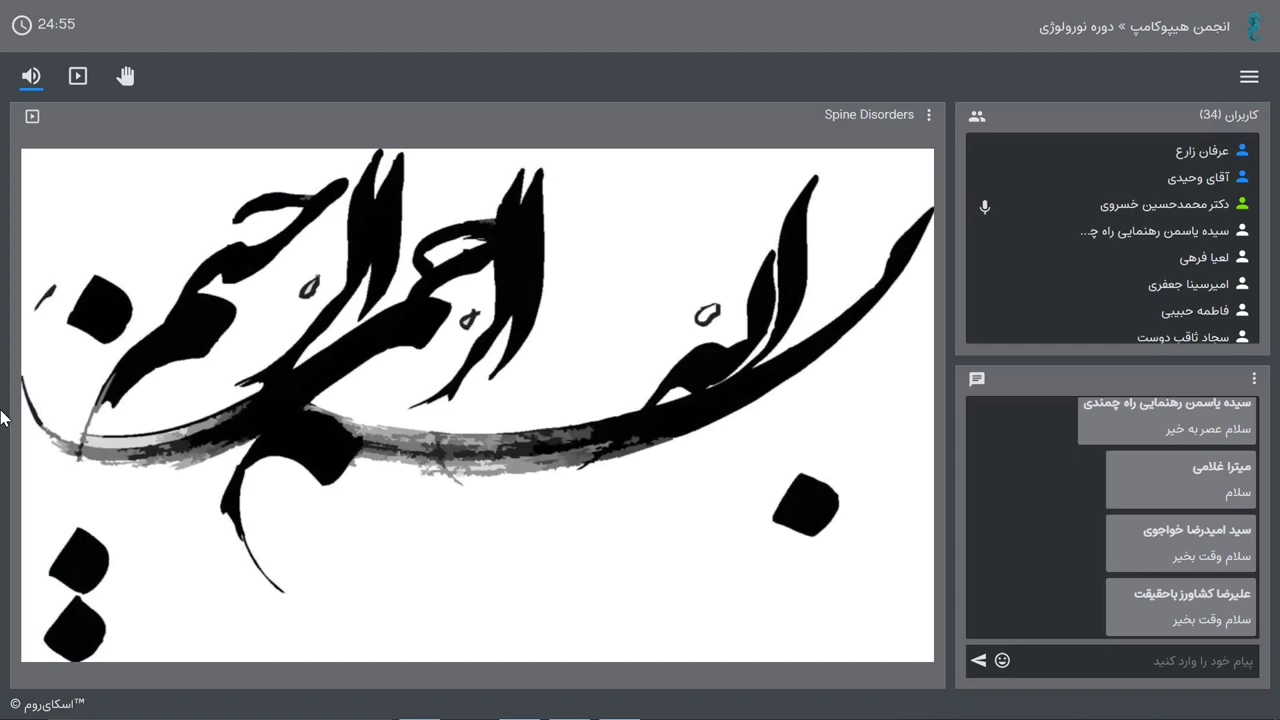 24:55
انجمن هیپوکامپ » دوره نورولوژی
Spine Disorders
بسم الله الرحمن الرحیم
کاربران (34)
عرفان زارع
آقای وحیدی
دکتر محمدحسین خسروی
سیده یاسمن رهنمایی راه چـ...
لعیا فرهی
امیرسینا جعفری
فاطمه حبیبی
سجاد ثاقب دوست
سیده یاسمن رهنمایی راه چمندی
سلام عصر به خیر
میترا غلامی
سلام
سید امیدرضا خواجوی
سلام وقت بخیر
علیرضا کشاورز باحقیقت
سلام وقت بخیر
پیام خود را وارد کنید
© اسکای‌روم™